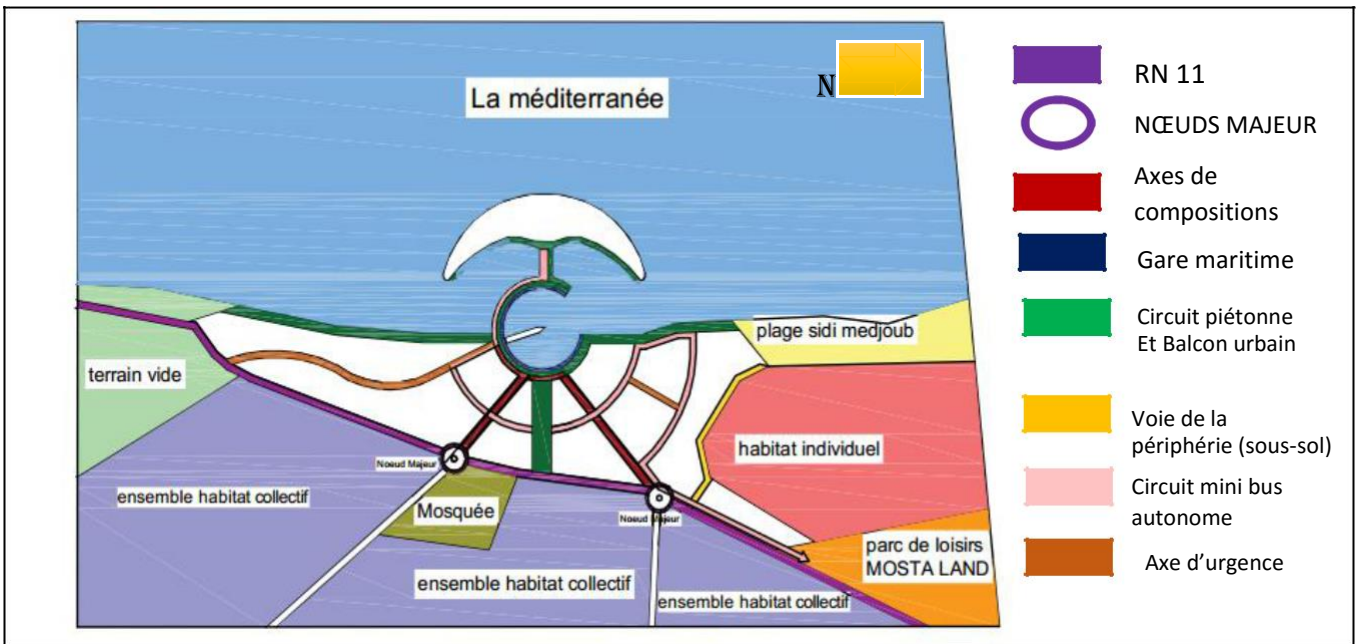 N
La méditerranée
plage sidi medjoub
terrain vide
habitat individuel
Noeud Majeur
ensemble habitat collectif
Mosquée
Noeud Majeur
parc de loisirs
MOSTA LAND
ensemble habitat collectif
ensemble habitat collectif
RN 11
NŒUDS MAJEUR
Axes de
compositions
Gare maritime
Circuit piétonne
Et Balcon urbain
Voie de la
périphérie (sous-sol)
Circuit mini bus
autonome
Axe d’urgence